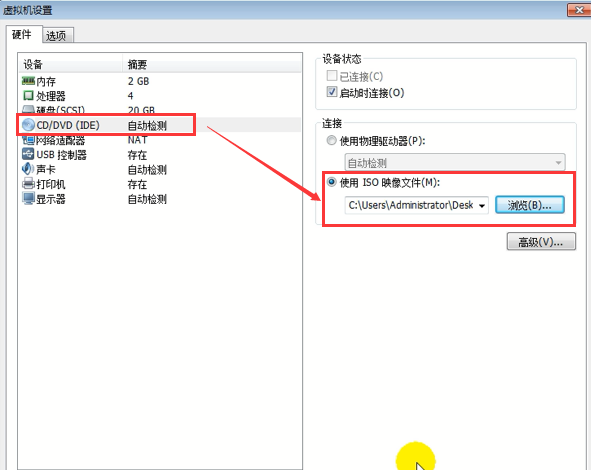 虚拟机设置
硬件 选项
设备 摘要
内存 2 GB
处理器 4
硬盘(SCSI) 20 GB
CD/DVD (IDE) 自动检测
网络适配器 NAT
USB 控制器 存在
声卡 自动检测
打印机 存在
显示器 自动检测
设备状态
已连接(C)
启动时连接(O)
连接
使用物理驱动器(P):
自动检测
使用 ISO 映像文件(M):
C:\Users\Administrator\Desk 浏览(B)...
高级(V)...